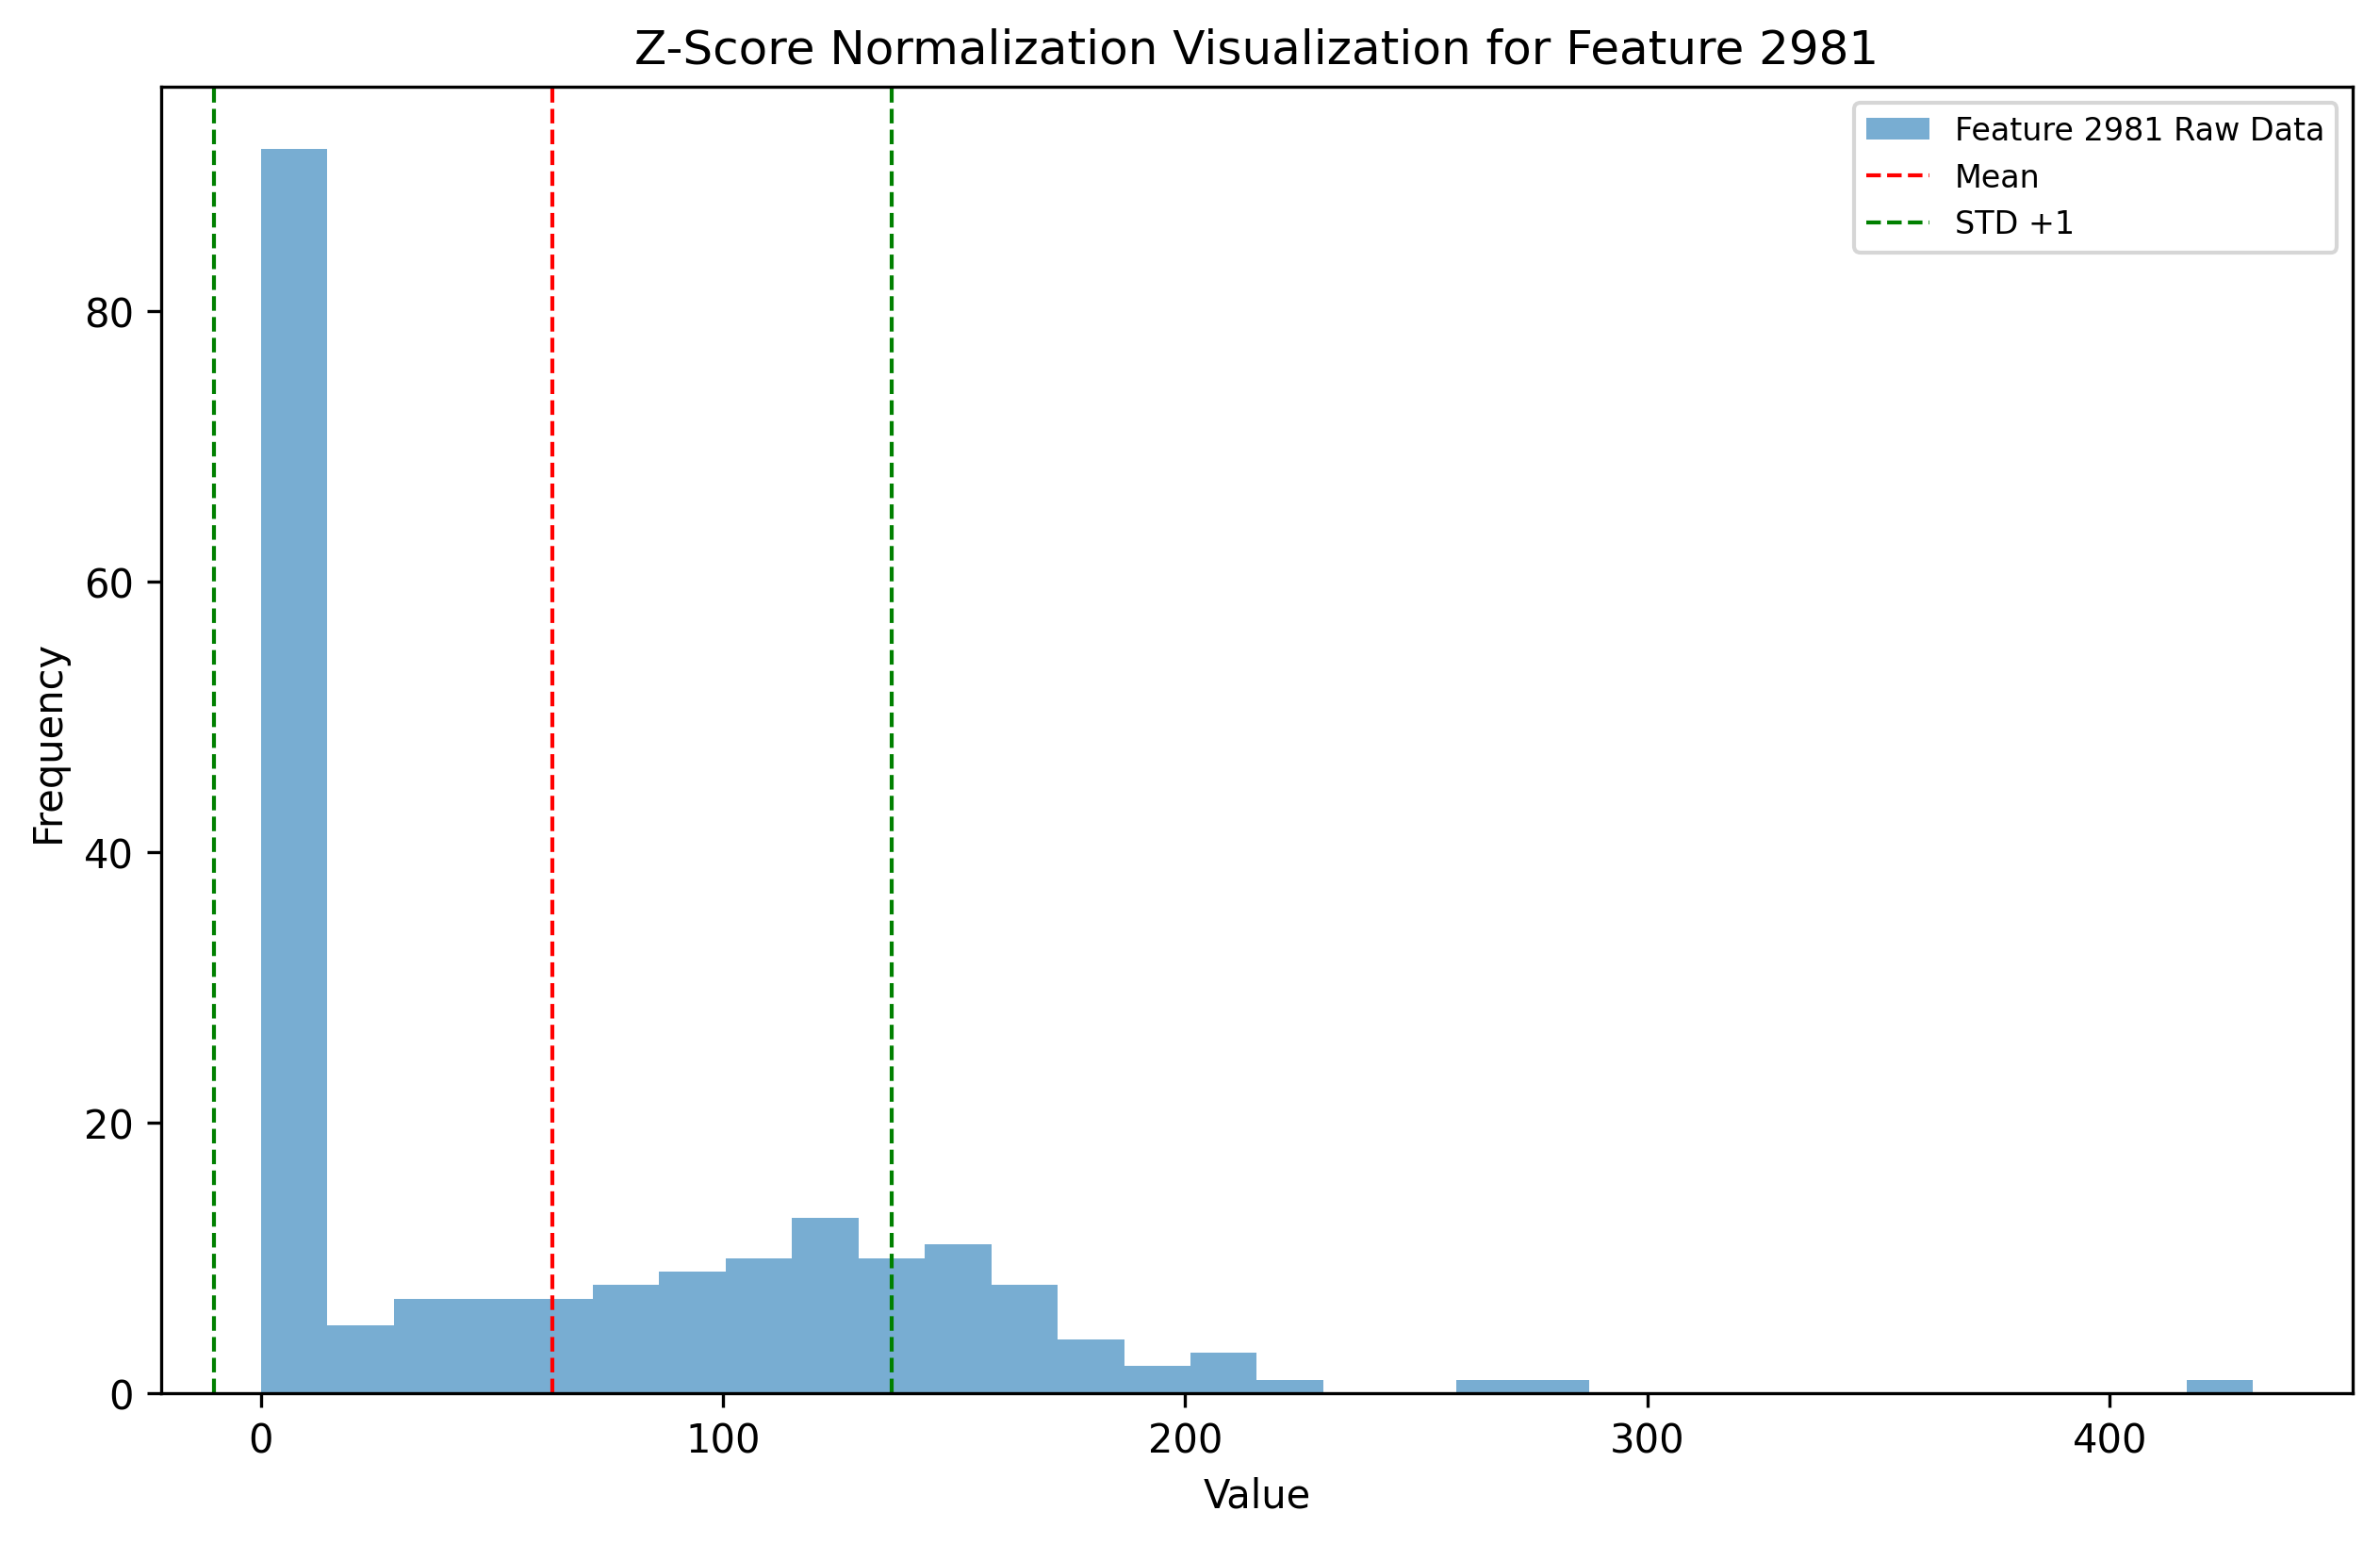 Z-Score Normalization Visualization for Feature 2981
Feature 2981 Raw Data
Mean
STD +1
80
60
40
20
0
Frequency
0 100 200 300 400
Value